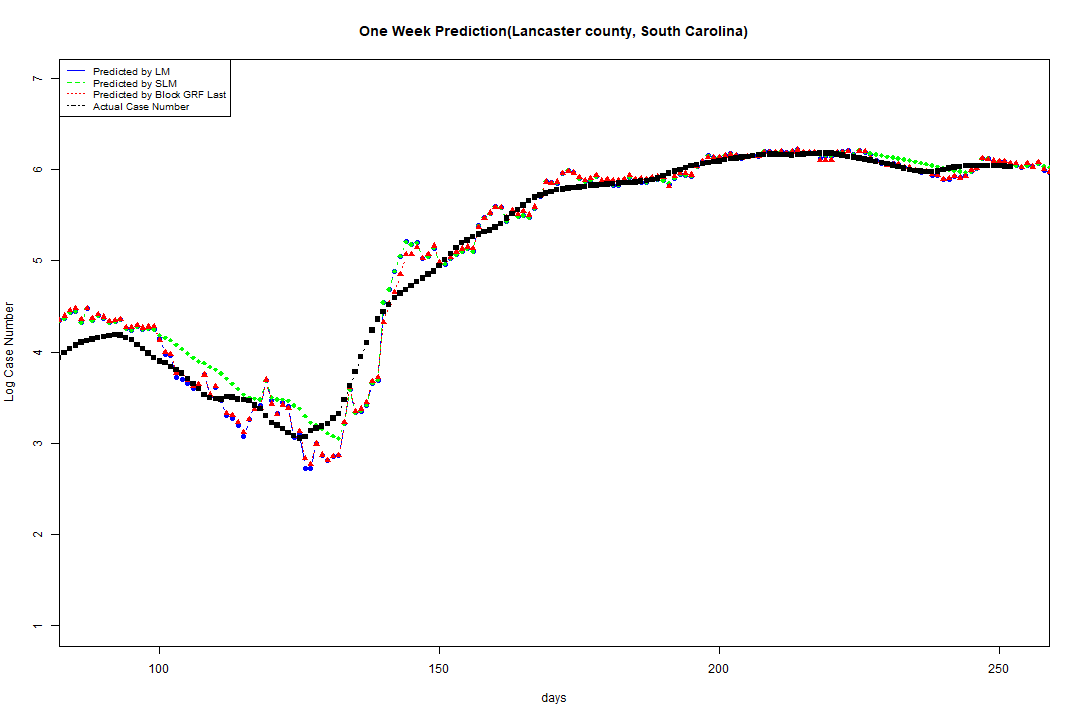 One Week Prediction(Lancaster county, South Carolina)
Predicted by LM
Predicted by SLM
Predicted by Block GRF Last
Actual Case Number
7
6
5
4
3
2
1
Log Case Number
100 150 200 250
days